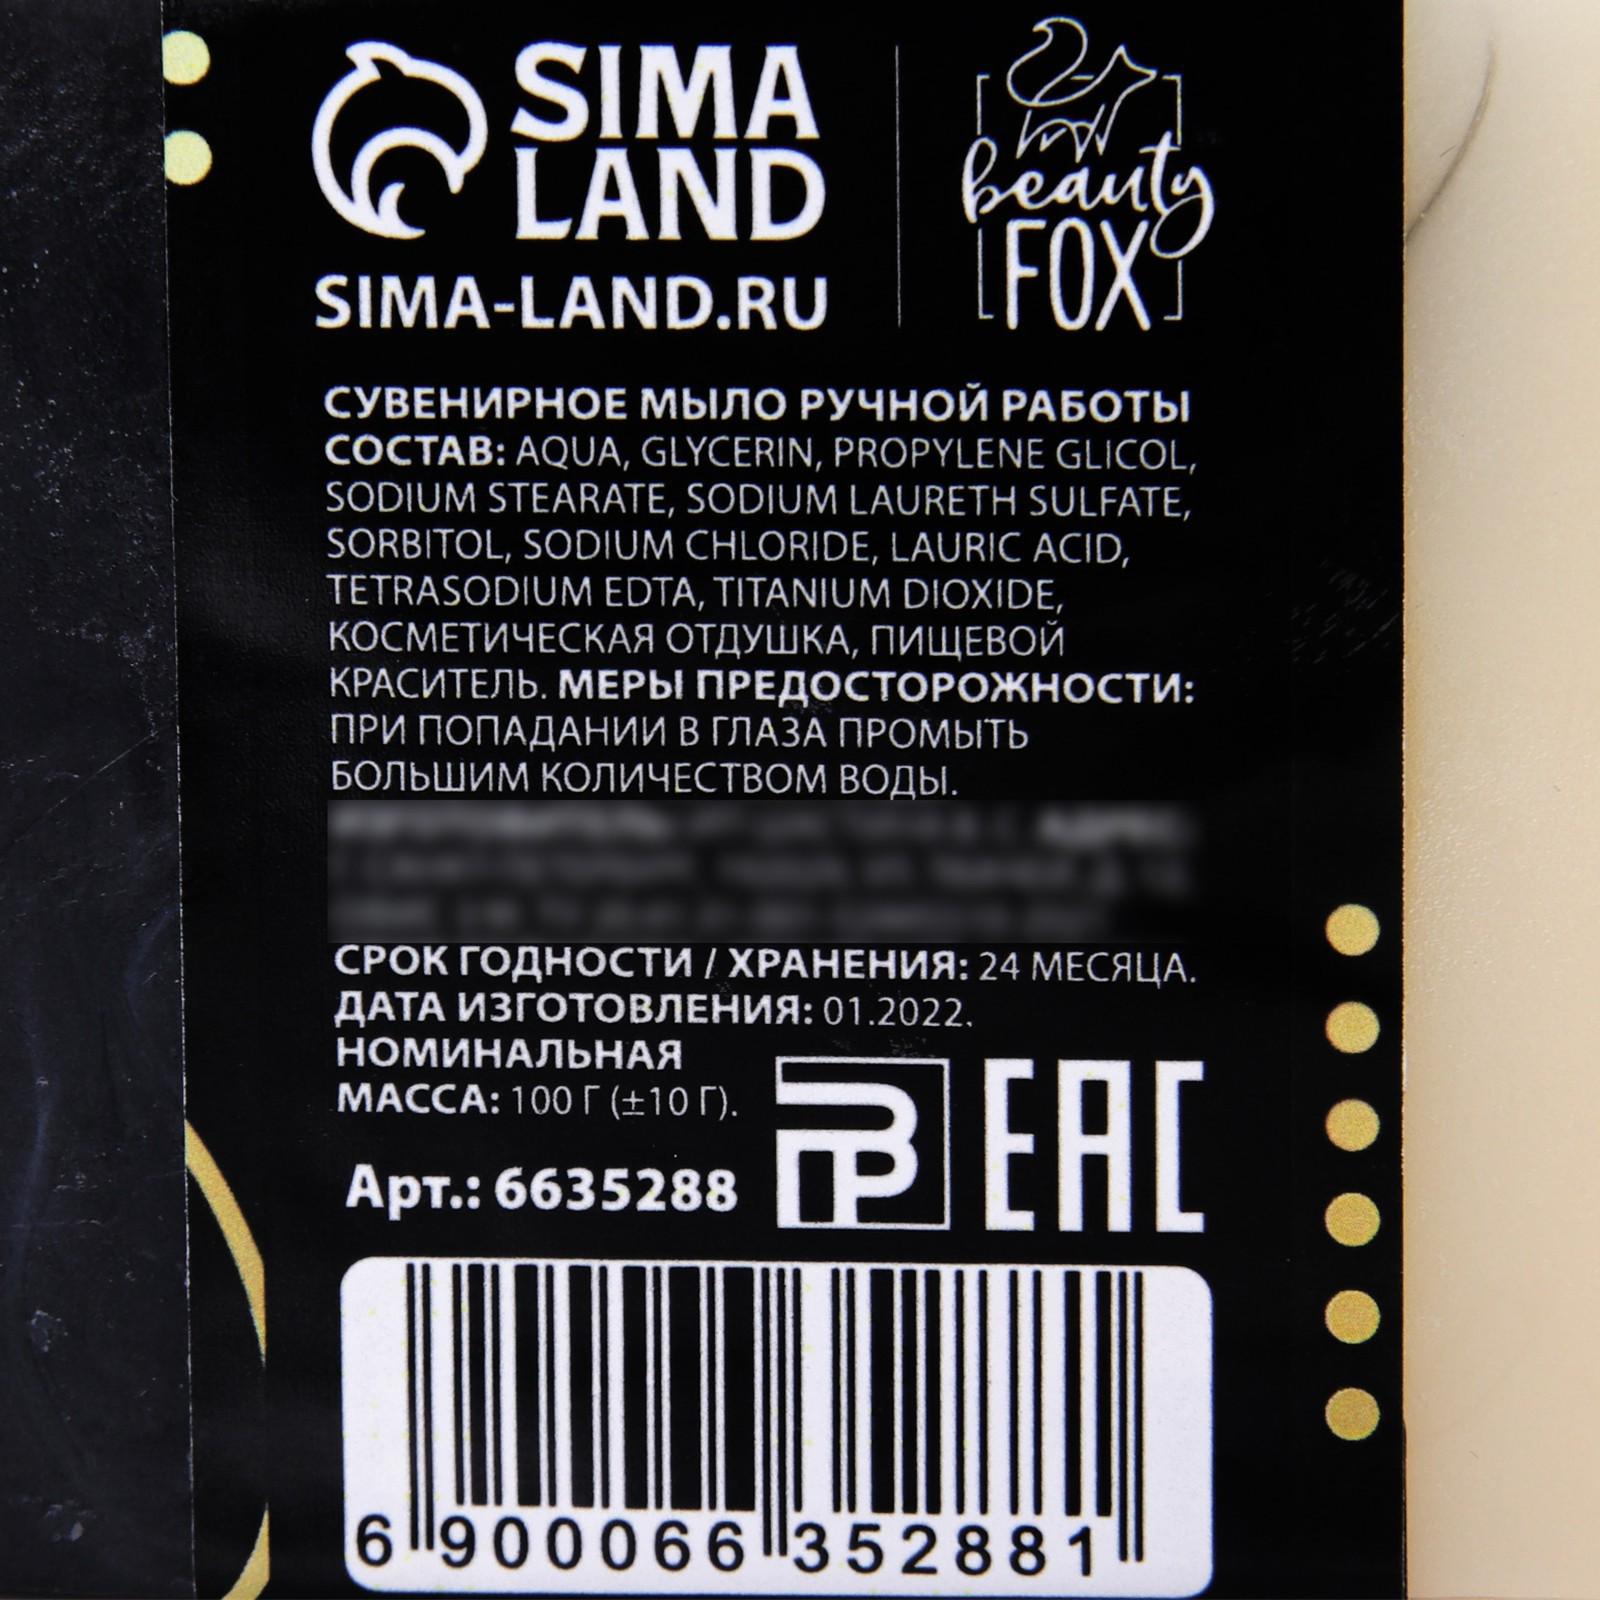 SIMA
LAND
SIMA-LAND.RU
beauty
FOX
СУВЕНИРНОЕ МЫЛО РУЧНОЙ РАБОТЫ
СОСТАВ: AQUA, GLYCERIN, PROPYLENE GLICOL,
SODIUM STEARATE, SODIUM LAURETH SULFATE,
SORBITOL, SODIUM CHLORIDE, LAURIC ACID,
TETRASODIUM EDTA, TITANIUM DIOXIDE,
КОСМЕТИЧЕСКАЯ ОТДУШКА, ПИЩЕВОЙ
КРАСИТЕЛЬ. МЕРЫ ПРЕДОСТОРОЖНОСТИ:
ПРИ ПОПАДАНИИ В ГЛАЗА ПРОМЫТЬ
БОЛЬШИМ КОЛИЧЕСТВОМ ВОДЫ.
СРОК ГОДНОСТИ / ХРАНЕНИЯ: 24 МЕСЯЦА.
ДАТА ИЗГОТОВЛЕНИЯ: 01.2022.
НОМИНАЛЬНАЯ
МАССА: 100 Г (±10 Г).
Арт.: 6635288
EAC
6 900066 352881